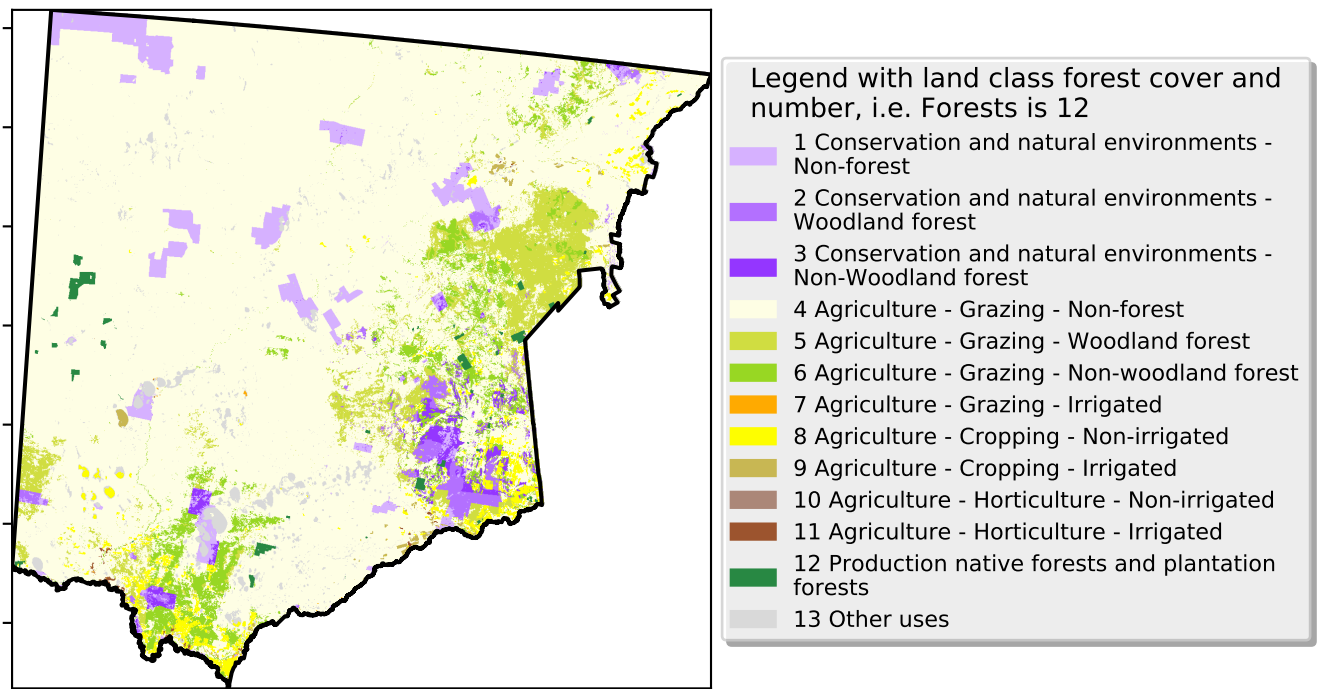 Legend with land class forest cover and
number, i.e. Forests is 12
1 Conservation and natural environments -
Non-forest
2 Conservation and natural environments -
Woodland forest
3 Conservation and natural environments -
Non-Woodland forest
4 Agriculture - Grazing - Non-forest
5 Agriculture - Grazing - Woodland forest
6 Agriculture - Grazing - Non-woodland forest
7 Agriculture - Grazing - Irrigated
8 Agriculture - Cropping - Non-irrigated
9 Agriculture - Cropping - Irrigated
10 Agriculture - Horticulture - Non-irrigated
11 Agriculture - Horticulture - Irrigated
12 Production native forests and plantation
forests
13 Other uses